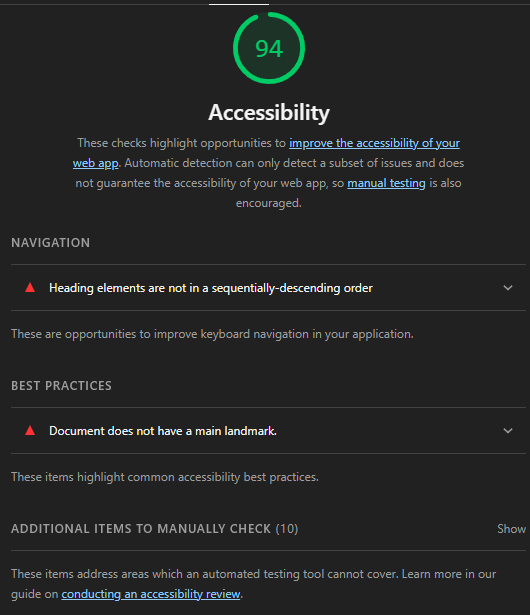 94
Accessibility
These checks highlight opportunities to improve the accessibility of your
web app. Automatic detection can only detect a subset of issues and does
not guarantee the accessibility of your web app, so manual testing is also
encouraged.
NAVIGATION
Heading elements are not in a sequentially-descending order
These are opportunities to improve keyboard navigation in your application.
BEST PRACTICES
Document does not have a main landmark.
These items highlight common accessibility best practices.
ADDITIONAL ITEMS TO MANUALLY CHECK (10) Show
These items address areas which an automated testing tool cannot cover. Learn more in our
guide on conducting an accessibility review.